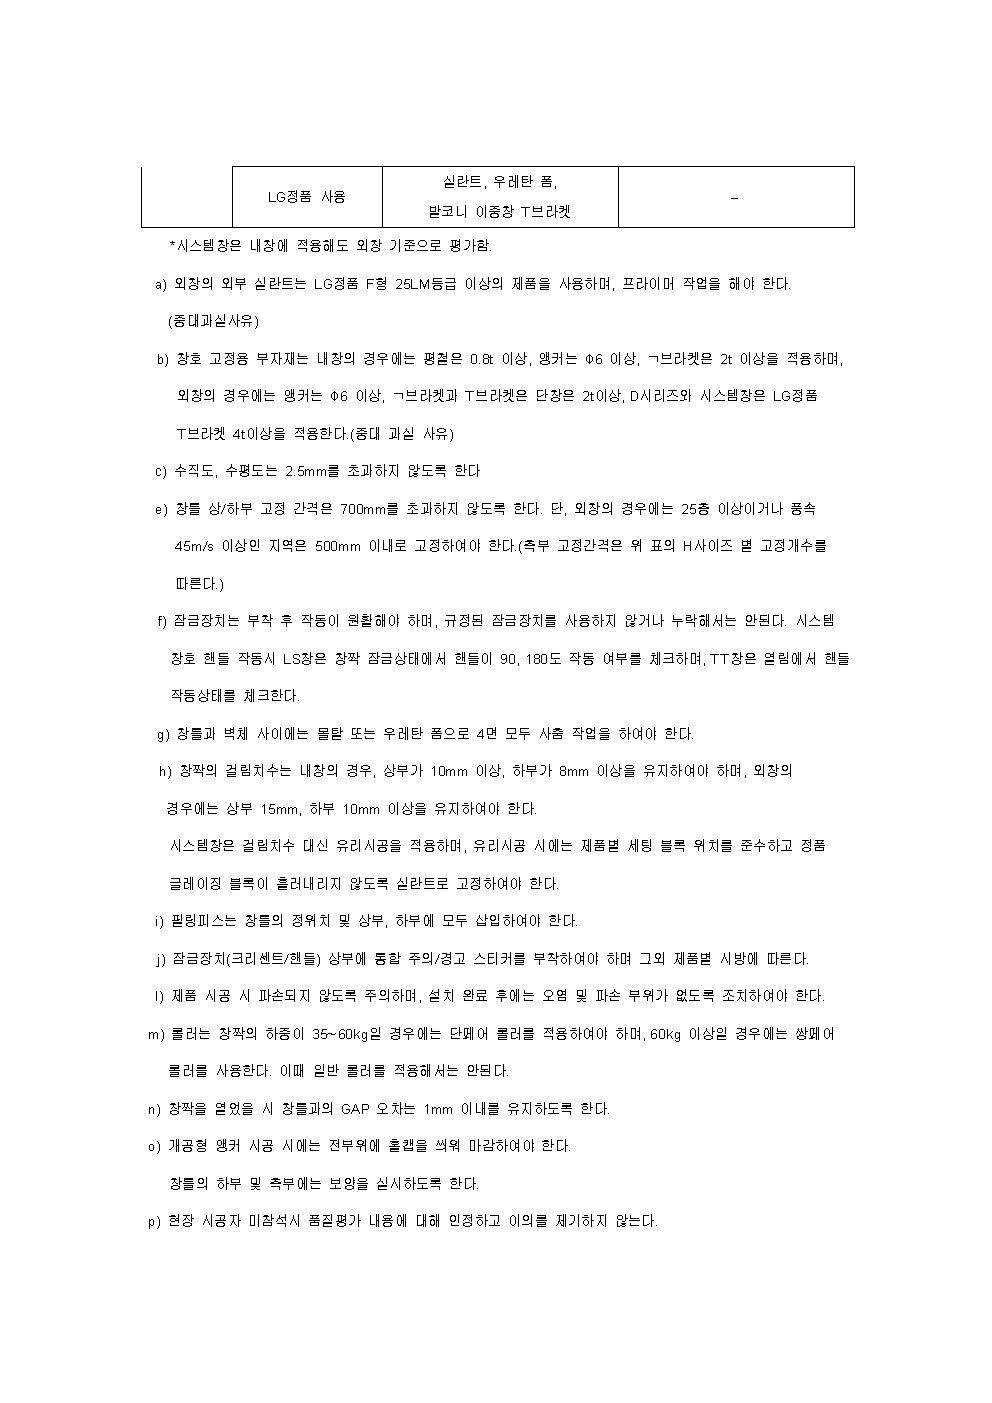 LG정품 사용
실란트, 우레탄 폼,
발코니 이중창 T브라켓
–
*시스템창은 내창에 적용해도 외창 기준으로 평가함.
a) 외창의 외부 실란트는 LG정품 F형 25LM등급 이상의 제품을 사용하며, 프라이머 작업을 해야 한다.
(중대과실사유)
b) 창호 고정용 부자재는 내창의 경우에는 평철은 0.8t 이상, 앵커는 Φ6 이상, ㄱ브라켓은 2t 이상을 적용하며,
외창의 경우에는 앵커는 Φ6 이상, ㄱ브라켓과 T브라켓은 단창은 2t이상, D시리즈와 시스템창은 LG정품
T브라켓 4t이상을 적용한다.(중대 과실 사유)
c) 수직도, 수평도는 2.5mm를 초과하지 않도록 한다
e) 창틀 상/하부 고정 간격은 700mm를 초과하지 않도록 한다. 단, 외창의 경우에는 25층 이상이거나 풍속
45m/s 이상인 지역은 500mm 이내로 고정하여야 한다.(측부 고정간격은 위 표의 H사이즈 별 고정개수를
따른다.)
f) 잠금장치는 부착 후 작동이 원활해야 하며, 규정된 잠금장치를 사용하지 않거나 누락해서는 안된다. 시스템
창호 핸들 작동시 LS창은 창짝 잠금상태에서 핸들이 90, 180도 작동 여부를 체크하며, TT창은 열림에서 핸들
작동상태를 체크한다.
g) 창틀과 벽체 사이에는 몰탈 또는 우레탄 폼으로 4면 모두 사춤 작업을 하여야 한다.
h) 창짝의 걸림치수는 내창의 경우, 상부가 10mm 이상, 하부가 8mm 이상을 유지하여야 하며, 외창의
경우에는 상부 15mm, 하부 10mm 이상을 유지하여야 한다.
시스템창은 걸림치수 대신 유리시공을 적용하며, 유리시공 시에는 제품별 세팅 블록 위치를 준수하고 정품
글레이징 블록이 흘러내리지 않도록 실란트로 고정하여야 한다.
i) 필링피스는 창틀의 정위치 및 상부, 하부에 모두 삽입하여야 한다.
j) 잠금장치(크리센트/핸들) 상부에 통합 주의/경고 스티커를 부착하여야 하며 그외 제품별 시방에 따른다.
l) 제품 시공 시 파손되지 않도록 주의하며, 설치 완료 후에는 오염 및 파손 부위가 없도록 조치하여야 한다.
m) 롤러는 창짝의 하중이 35~60kg일 경우에는 단페어 롤러를 적용하여야 하며, 60kg 이상일 경우에는 쌍페어
롤러를 사용한다. 이때 일반 롤러를 적용해서는 안된다.
n) 창짝을 열었을 시 창틀과의 GAP 오차는 1mm 이내를 유지하도록 한다.
o) 개공형 앵커 시공 시에는 전부위에 홀캡을 씌워 마감하여야 한다.
창틀의 하부 및 측부에는 보양을 실시하도록 한다.
p) 현장 시공자 미참석시 품질평가 내용에 대해 인정하고 이의를 제기하지 않는다.